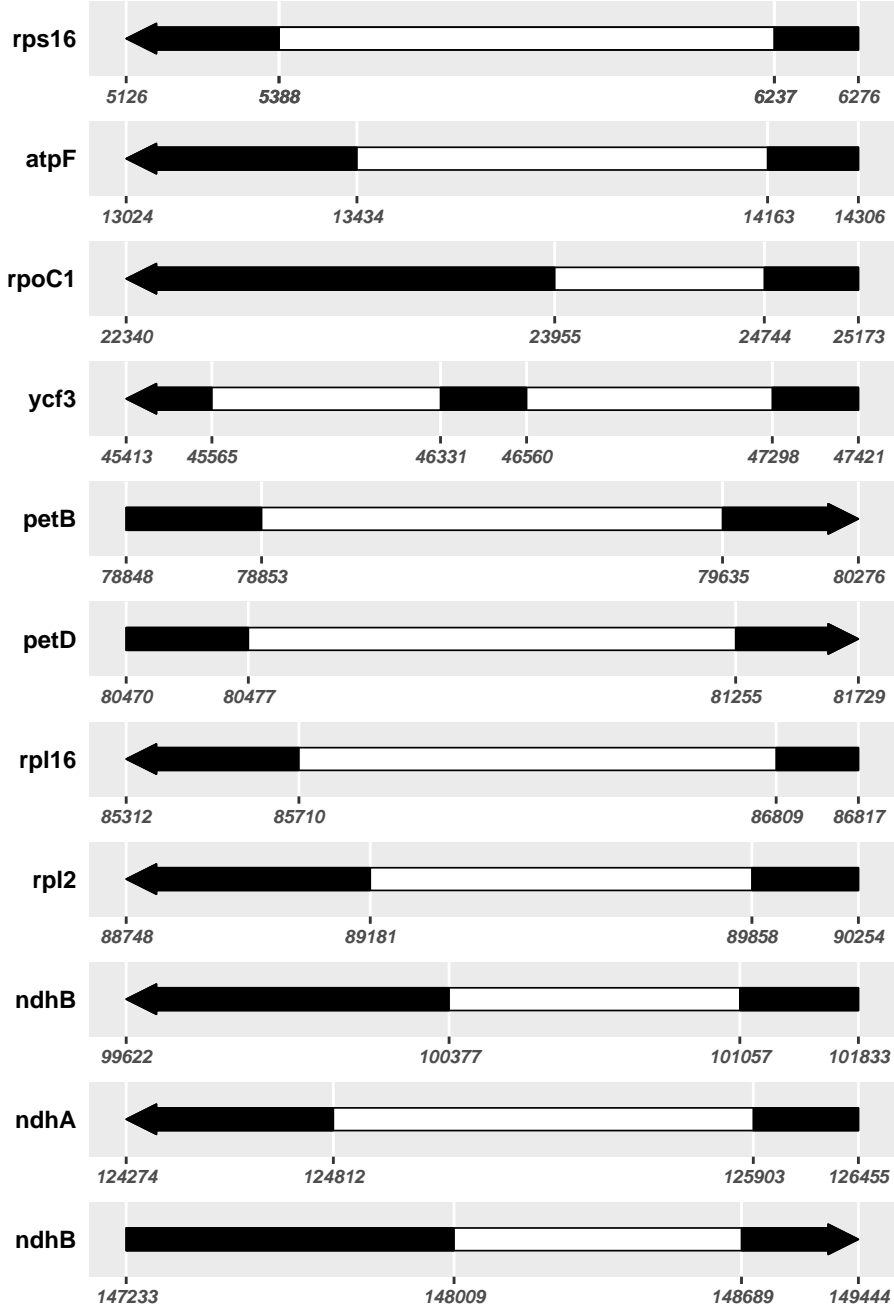 rps16
5126 5388 6237 6276
atpF
13024 13434 14163 14306
rpoC1
22340 23955 24744 25173
ycf3
45413 45565 46331 46560 47298 47421
petB
78848 78853 79635 80276
petD
80470 80477 81255 81729
rpl16
85312 85710 86809 86817
rpl2
88748 89181 89858 90254
ndhB
99622 100377 101057 101833
ndhA
124274 124812 125903 126455
ndhB
147233 148009 148689 149444